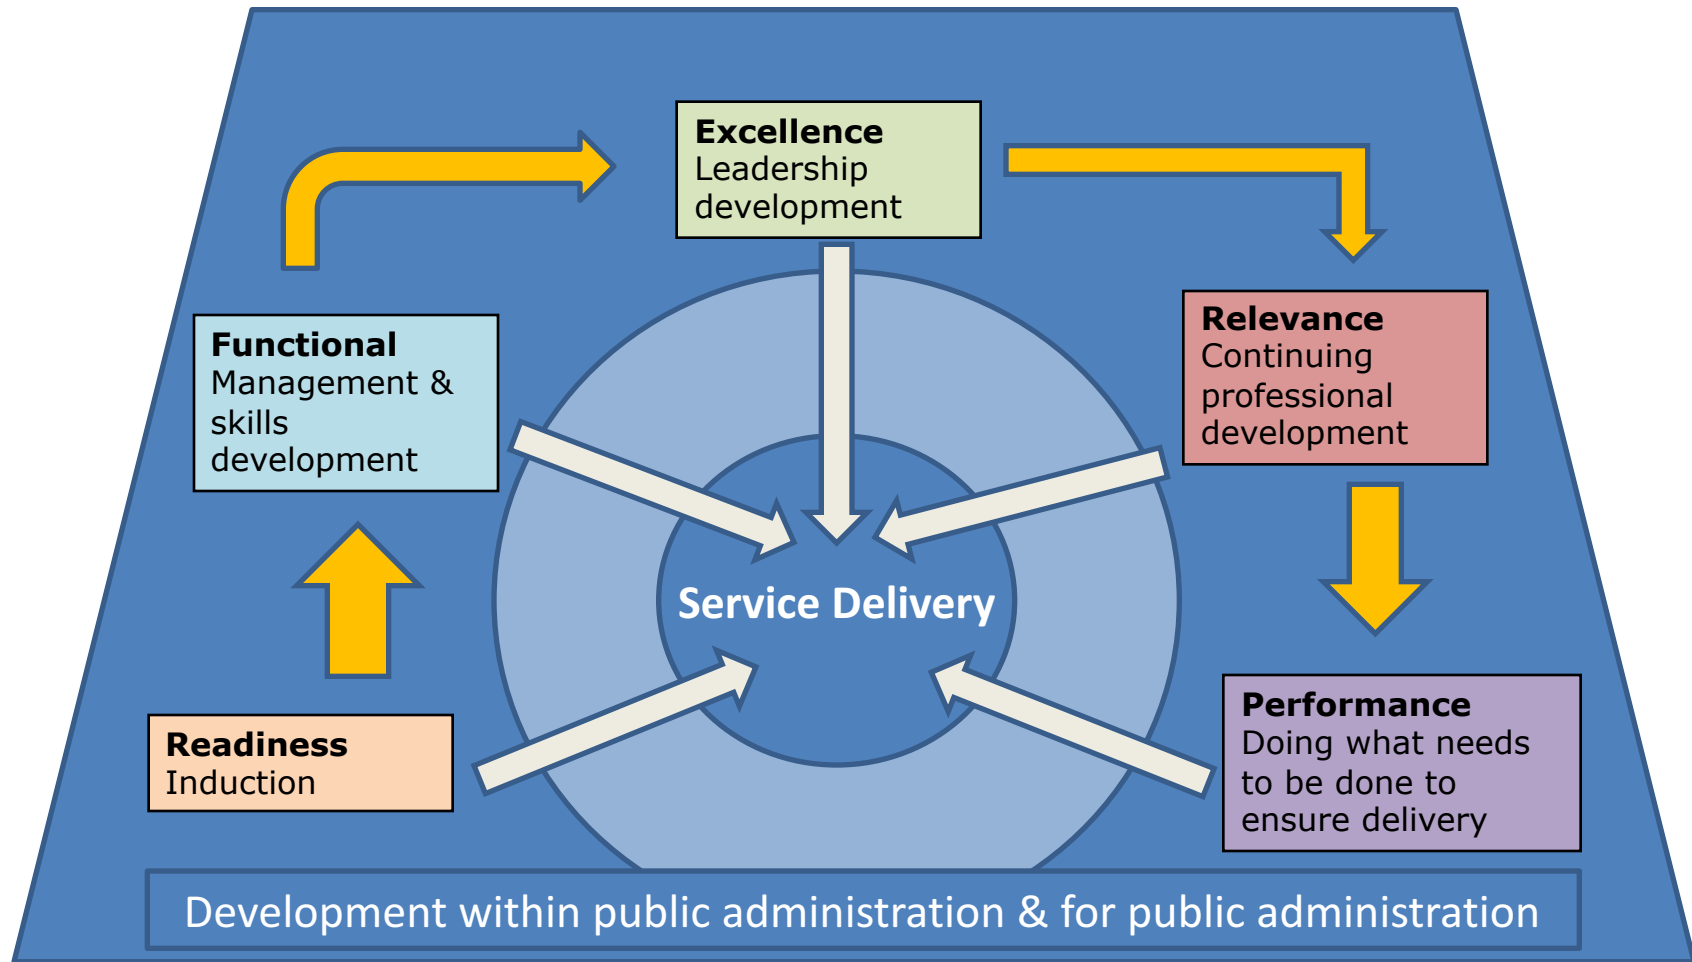 Excellence
Leadership
development
Functional
Management &
skills
development
Relevance
Continuing
professional
development
Service Delivery
Readiness
Induction
Performance
Doing what needs
to be done to
ensure delivery
Development within public administration & for public administration